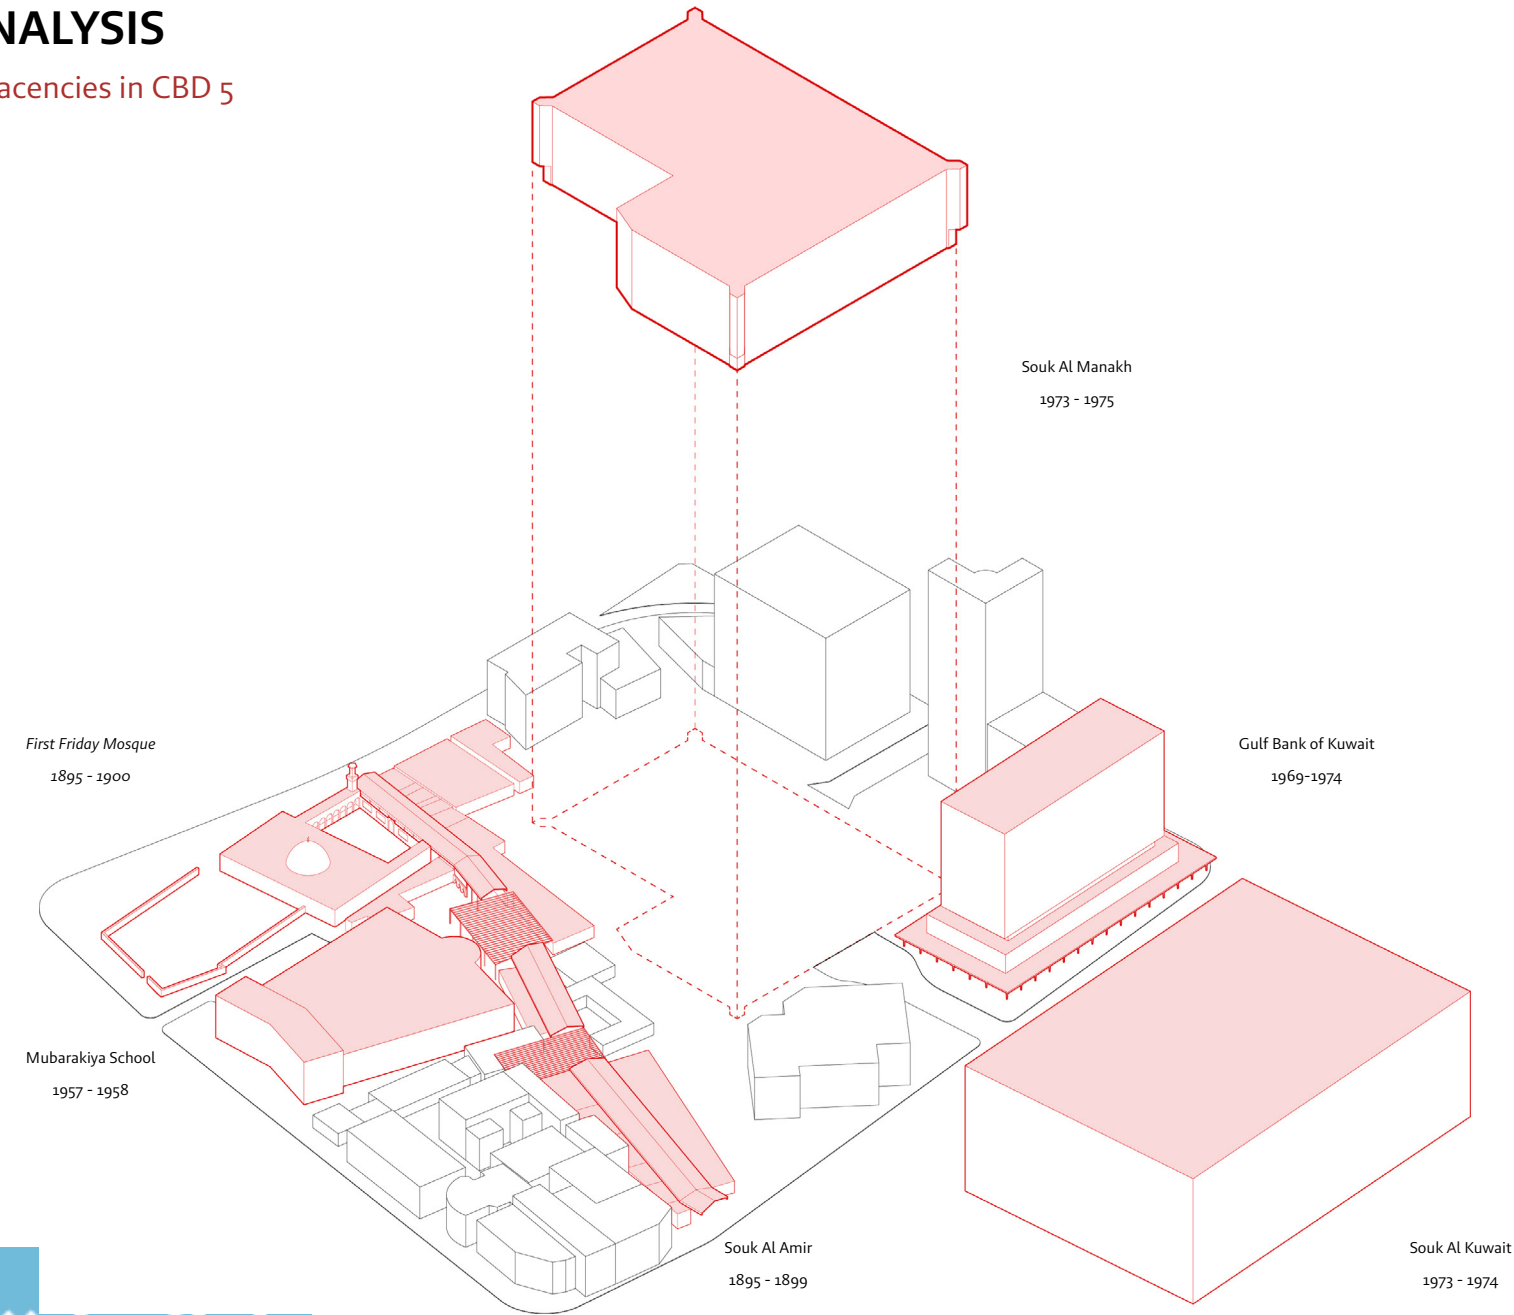 NALYSIS
acencies in CBD 5
Souk Al Manakh
1973 - 1975
First Friday Mosque
1895 - 1900
Gulf Bank of Kuwait
1969-1974
Mubarakiya School
1957 - 1958
Souk Al Amir
1895 - 1899
Souk Al Kuwait
1973 - 1974